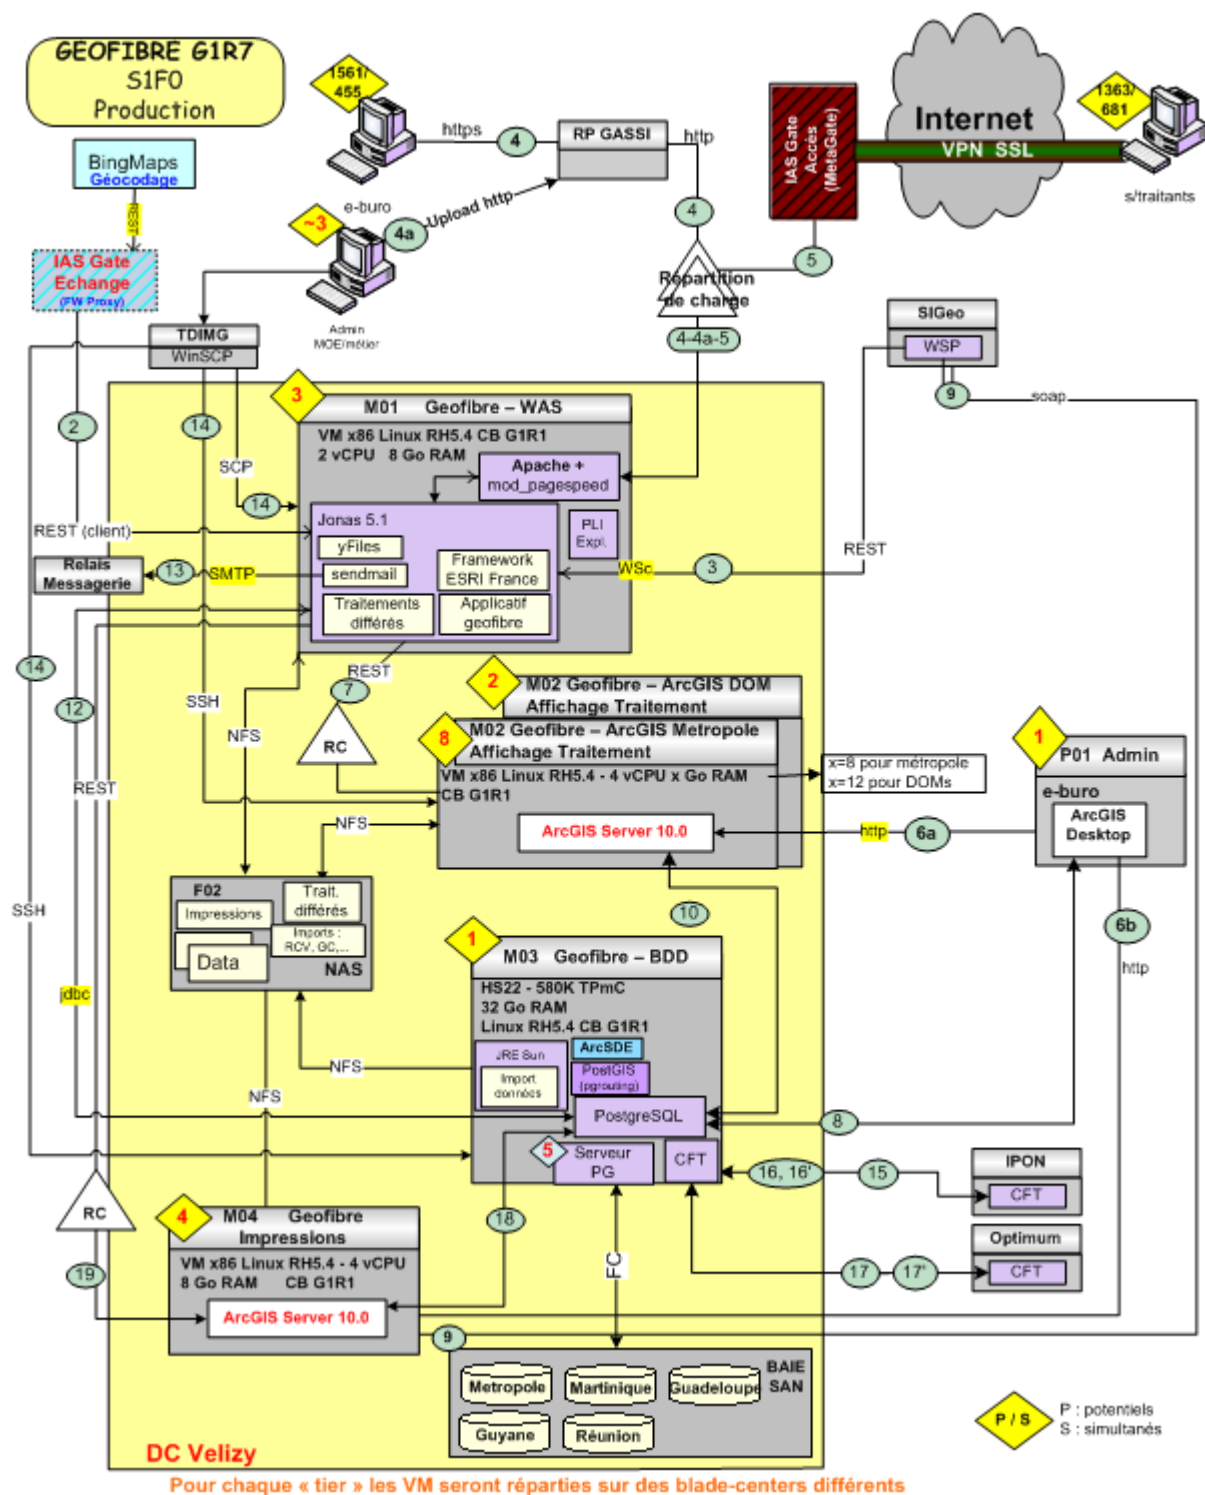 GEOFIBRE G1R7
S1F0
Production
BingMaps
Géocodage
REST
IAS Gate
Echange
(FW Proxy)
1561/
455
https
4
RP GASSI
http
4
e-buro
~3
4a
Upload http
Admin
MOE/métier
IAS Gate
Accès
(MetaGate)
5
Internet
VPN SSL
1363/
681
s/traitants
Répartition
de charge
4-4a-5
TDIMG
WinSCP
SIGeo
WSP
9
soap
2
14
SCP
14
REST (client)
3
M01 Geofibre – WAS
VM x86 Linux RH5.4 CB G1R1
2 vCPU 8 Go RAM
Apache +
mod_pagespeed
Jonas 5.1
yFiles
sendmail
Framework
ESRI France
Traitements
différés
Applicatif
geofibre
PLI
Expl.
WSc
3
REST
Relais
Messagerie
13
SMTP
14
12
REST
SSH
NFS
REST
7
RC
2
M02 Geofibre – ArcGIS DOM
Affichage Traitement
8
M02 Geofibre – ArcGIS Metropole
Affichage Traitement
VM x86 Linux RH5.4 - 4 vCPU x Go RAM
CB G1R1
ArcGIS Server 10.0
x=8 pour métropole
x=12 pour DOMs
1
P01 Admin
e-buro
ArcGIS
Desktop
http
6a
6b
http
NFS
10
SSH
F02
Impressions
Trait.
différés
Imports :
RCV, GC,...
Data
NAS
jdbc
NFS
NFS
1
M03 Geofibre – BDD
HS22 - 580K TPmC
32 Go RAM
Linux RH5.4 CB G1R1
JRE Sun
Import
données
ArcSDE
PostGIS
(pgrouting)
PostgreSQL
5
Serveur
PG
CFT
8
16, 16'
15
IPON
CFT
Optimum
CFT
17
17'
18
FC
RC
19
4
M04 Geofibre
Impressions
VM x86 Linux RH5.4 - 4 vCPU
8 Go RAM CB G1R1
ArcGIS Server 10.0
9
BAIE
SAN
Metropole
Martinique
Guadeloupe
Guyane
Réunion
P / S
P : potentiels
S : simultanés
DC Velizy
Pour chaque « tier » les VM seront réparties sur des blade-centers différents